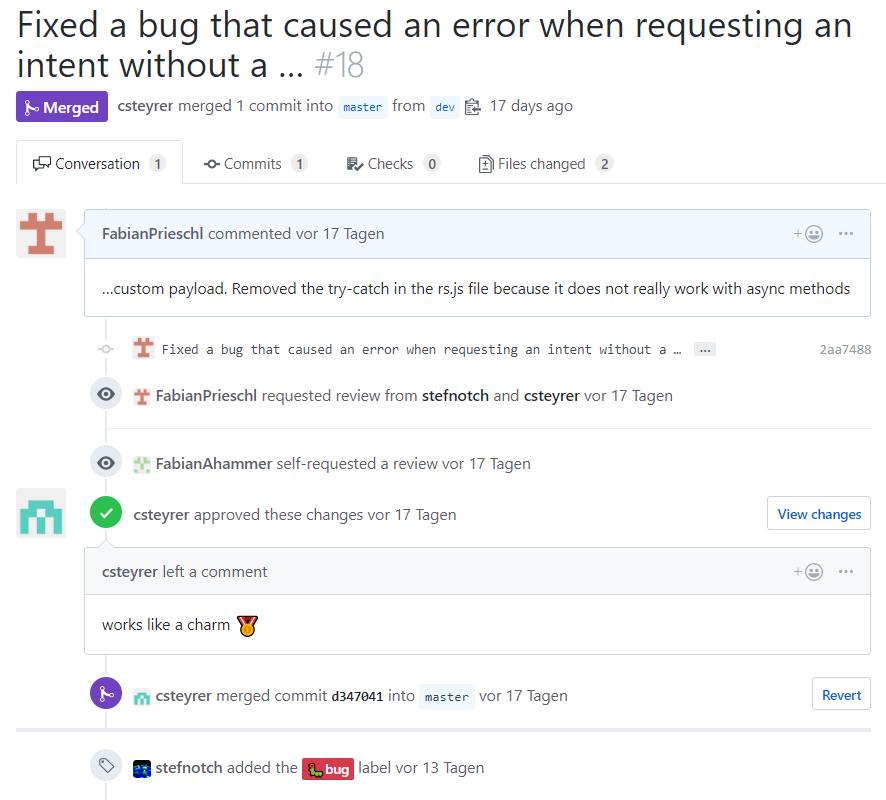 Fixed a bug that caused an error when requesting an
intent without a ... #18
Merged csteyrer merged 1 commit into master from dev 17 days ago
Conversation 1 Commits 1 Checks 0 Files changed 2
FabianPrieschl commented vor 17 Tagen
...custom payload. Removed the try-catch in the rs.js file because it does not really work with async methods
Fixed a bug that caused an error when requesting an intent without a … ... 2aa7488
FabianPrieschl requested review from stefnotch and csteyrer vor 17 Tagen
FabianAhammer self-requested a review vor 17 Tagen
csteyrer approved these changes vor 17 Tagen View changes
csteyrer left a comment
works like a charm 🏅
csteyrer merged commit d347041 into master vor 17 Tagen Revert
stefnotch added the 🐛bug label vor 13 Tagen